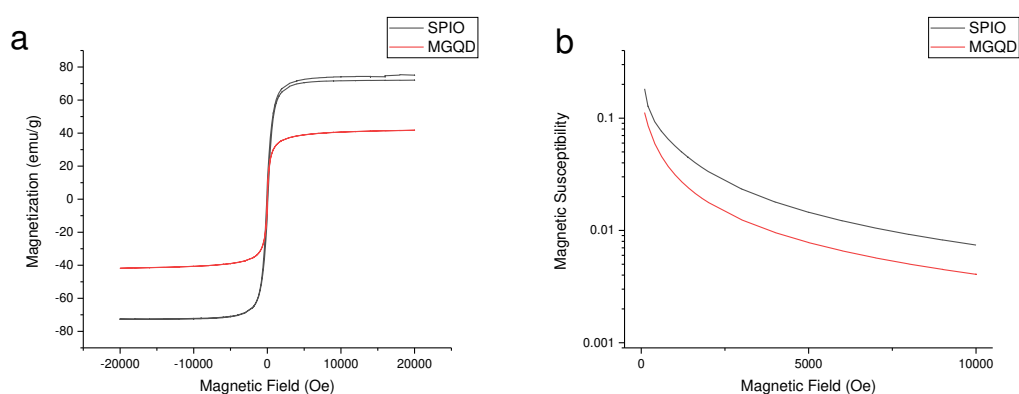 a
SPIO
MGQD
80
60
40
20
0
-20
-40
-60
-80
Magnetization (emu/g)
-20000 -10000 0 10000 20000
Magnetic Field (Oe)
b
SPIO
MGQD
0.1
0.01
0.001
Magnetic Susceptibility
0 5000 10000
Magnetic Field (Oe)